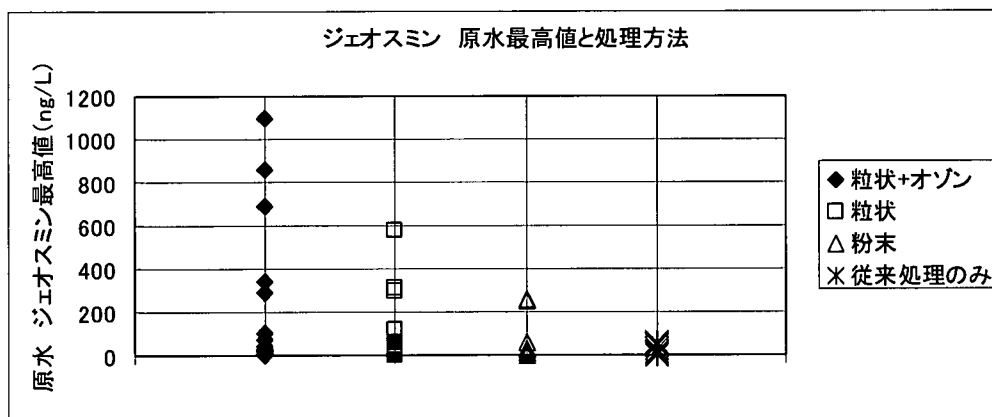 ジェオスミン 原水最高値と処理方法
原水 ジェオスミン最高値(ng/L)
1200
1000
800
600
400
200
0
粒状+オゾン
粒状
粉末
従来処理のみ